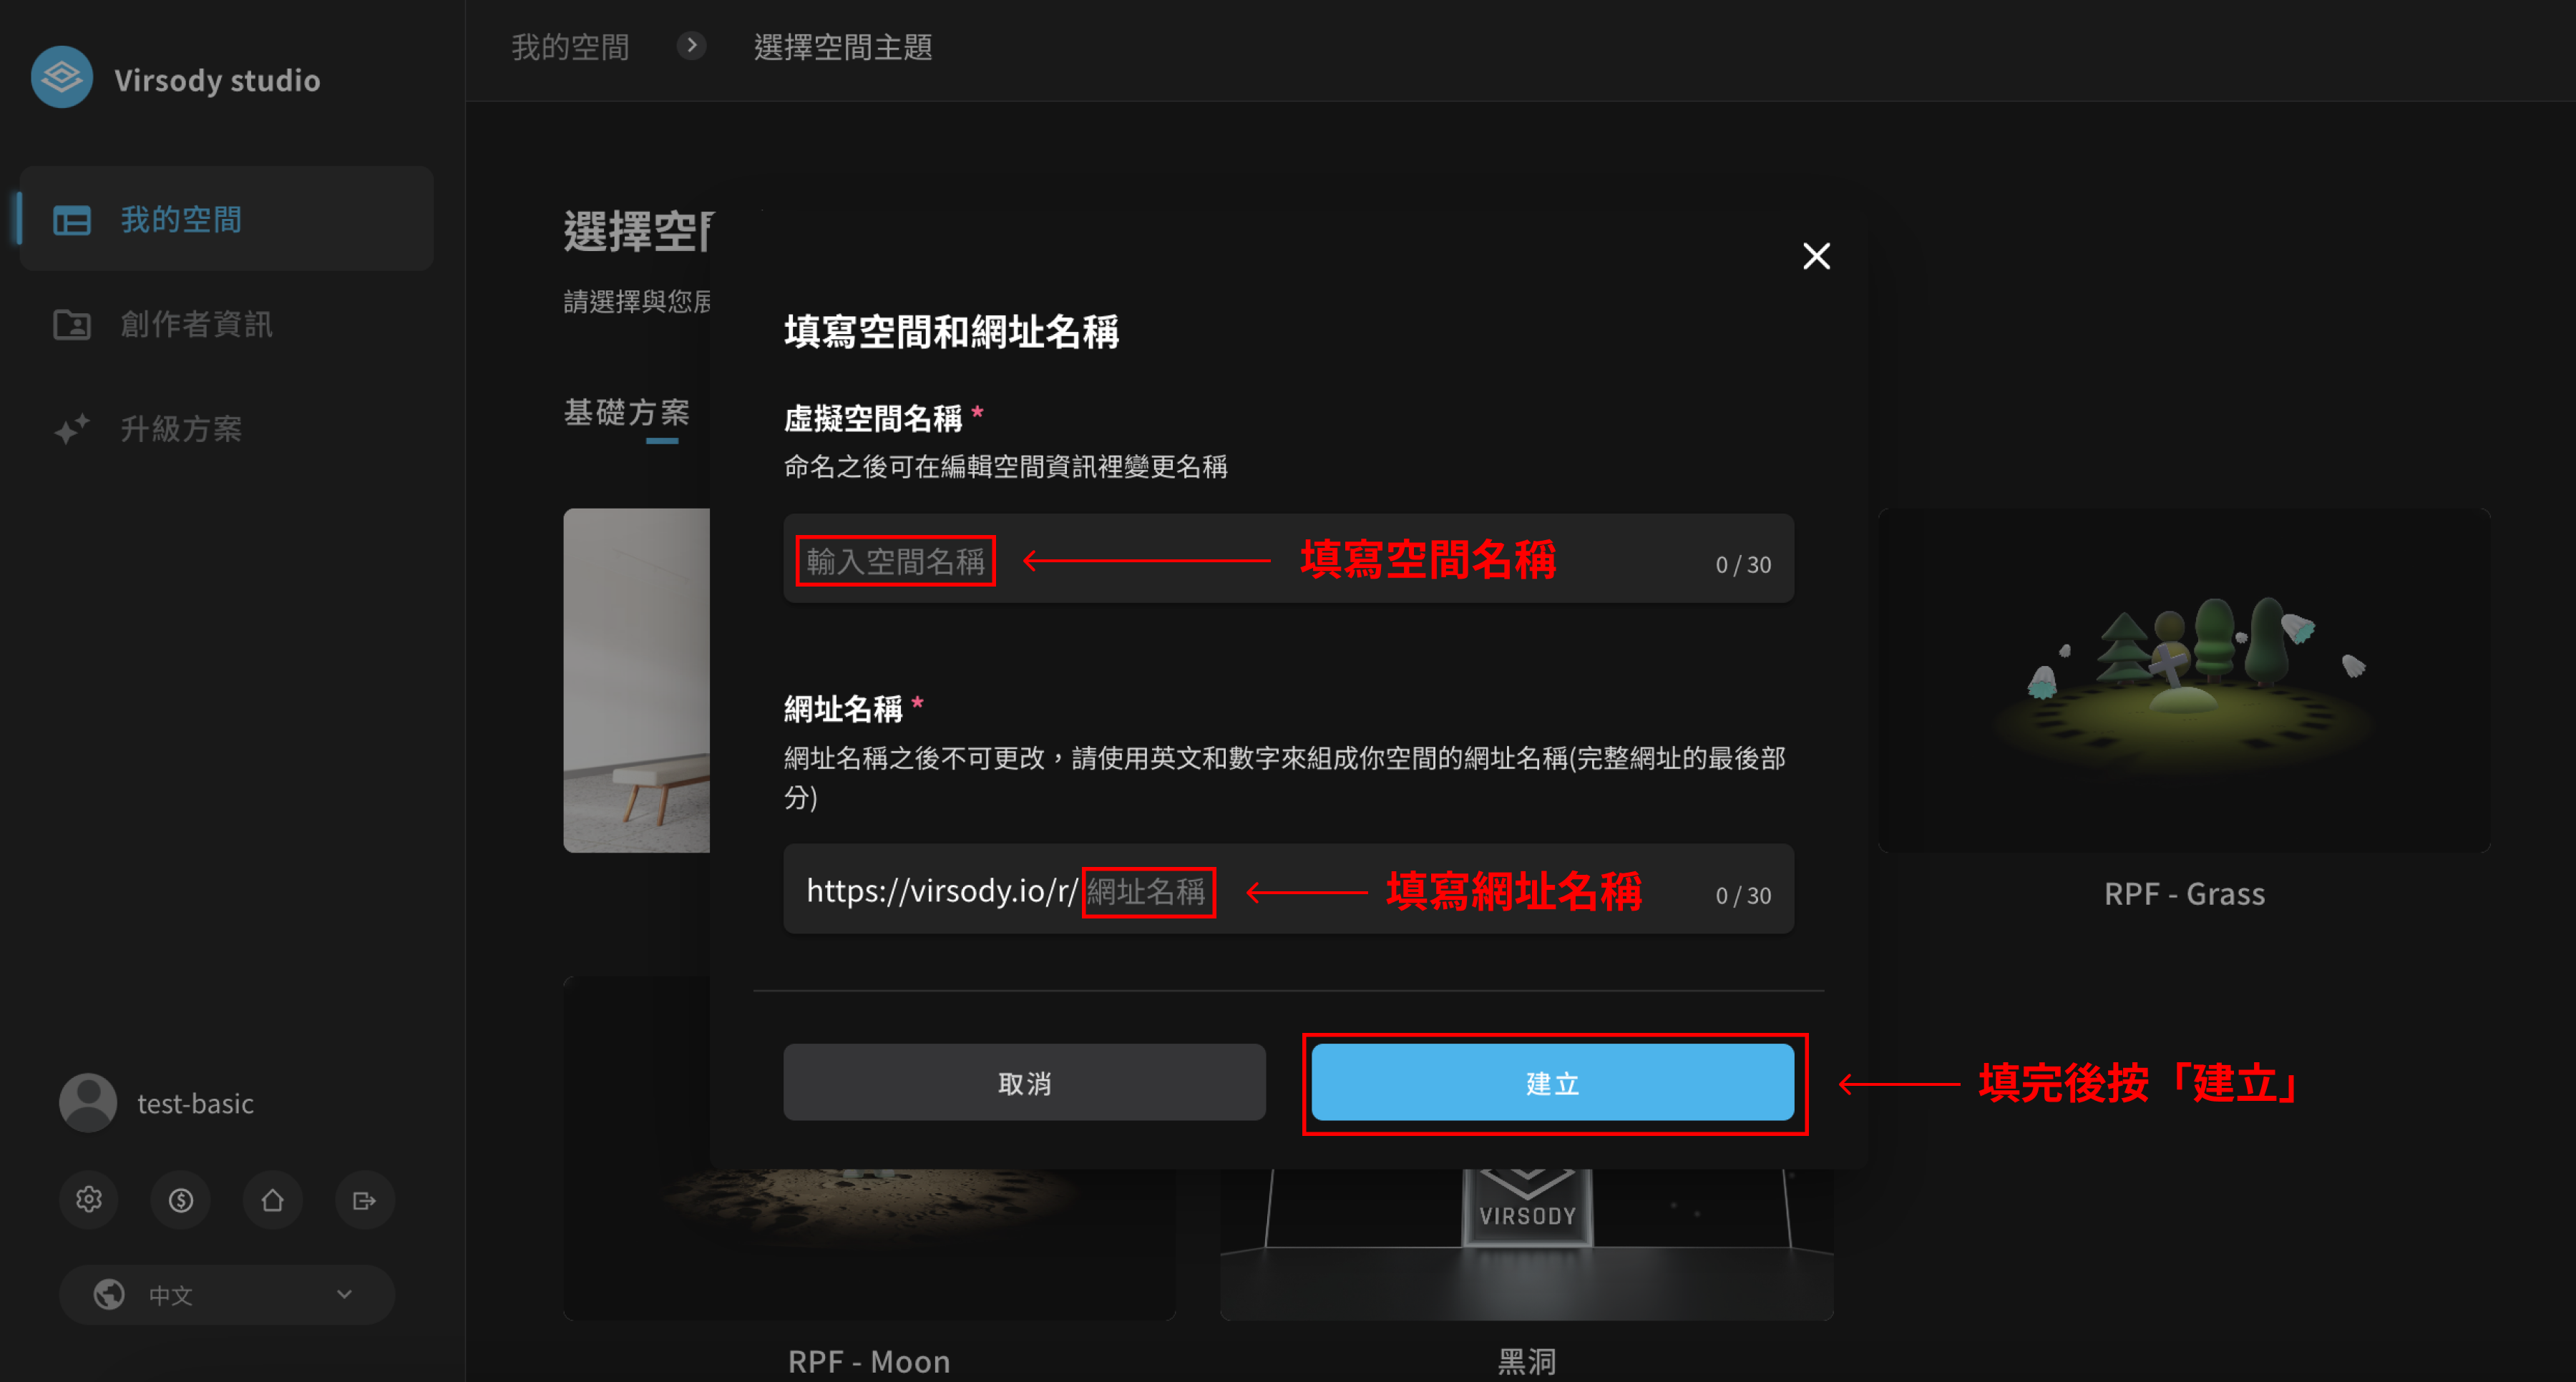 Virsody studio
我的空間
創作者資訊
升級方案
test-basic
中文
我的空間
選擇空間主題
選擇空
請選擇與您
基礎方案
填寫空間和網址名稱
虛擬空間名稱 *
命名之後可在編輯空間資訊裡變更名稱
輸入空間名稱
填寫空間名稱
0 / 30
網址名稱 *
網址名稱之後不可更改，請使用英文和數字來組成你空間的網址名稱(完整網址的最後部
分)
https://virsody.io/r/網址名稱
填寫網址名稱
0 / 30
取消
建立
填完後按「建立」
RPF - Grass
VIRSODY
RPF - Moon
黑洞